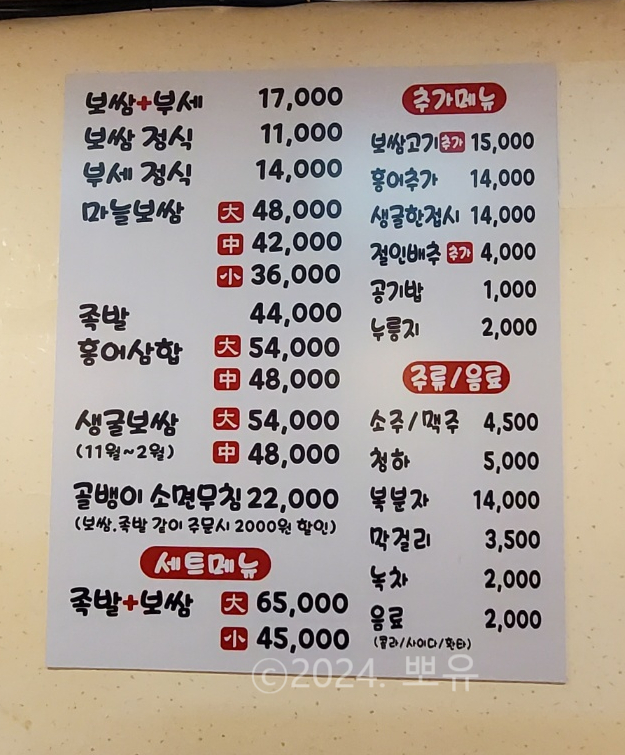 보쌈+부세 17,000
보쌈 정식 11,000
부세 정식 14,000
마늘보쌈 大 48,000
中 42,000
小 36,000
족발 44,000
홍어삼합 大 54,000
中 48,000
생굴보쌈 大 54,000
(11월~2월) 中 48,000
골뱅이 소면무침 22,000
(보쌈.족발 같이 주문시 2000원 할인)
세트메뉴
족발+보쌈 大 65,000
小 45,000
추가메뉴
보쌈고기 추가 15,000
홍어추가 14,000
생굴한접시 14,000
절인배추 추가 4,000
공기밥 1,000
누룽지 2,000
주류/음료
소주/맥주 4,500
청하 5,000
복분자 14,000
막걸리 3,500
녹차 2,000
음료 2,000
(콜라/사이다/환타)
©2024. 뽀유